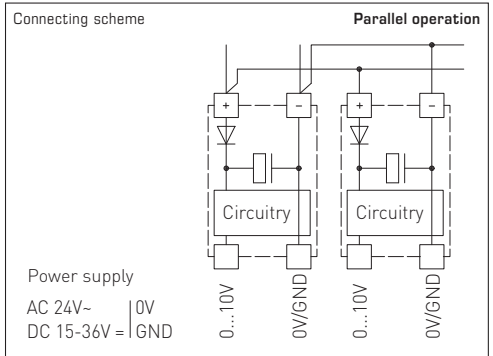 Connecting scheme
Parallel operation
+
−
+
−
Circuitry
Circuitry
Power supply
AC 24V~ | 0V
DC 15-36V = | GND
0...10V
0V/GND
0...10V
0V/GND